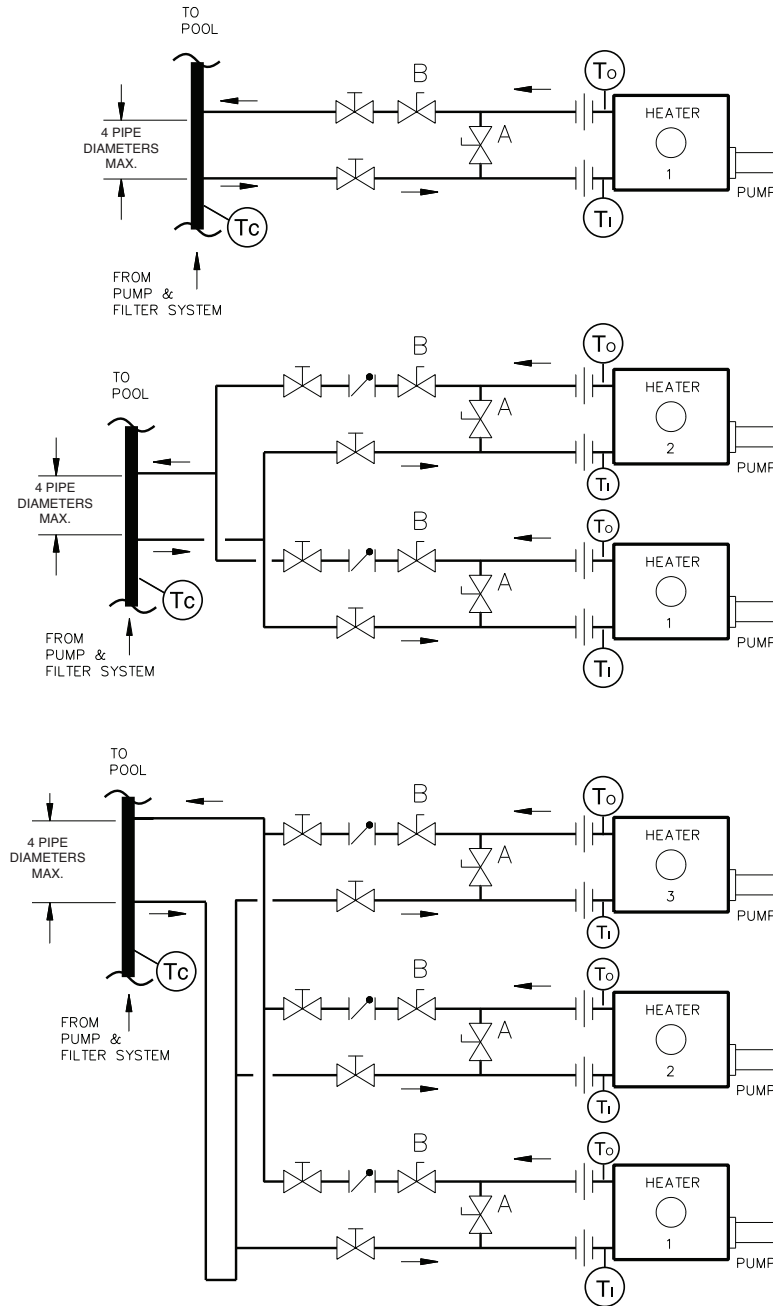 TO
POOL
B
To
HEATER
1
A
4 PIPE
DIAMETERS
MAX.
PUMP
TI
Tc
FROM
PUMP &
FILTER SYSTEM
TO
POOL
B
To
HEATER
2
A
PUMP
TI
4 PIPE
DIAMETERS
MAX.
B
To
HEATER
1
A
Tc
PUMP
FROM
PUMP &
FILTER SYSTEM
TI
TO
POOL
B
To
HEATER
3
A
4 PIPE
DIAMETERS
MAX.
PUMP
TI
Tc
B
To
HEATER
2
A
FROM
PUMP &
FILTER SYSTEM
PUMP
TI
B
To
HEATER
1
A
PUMP
TI